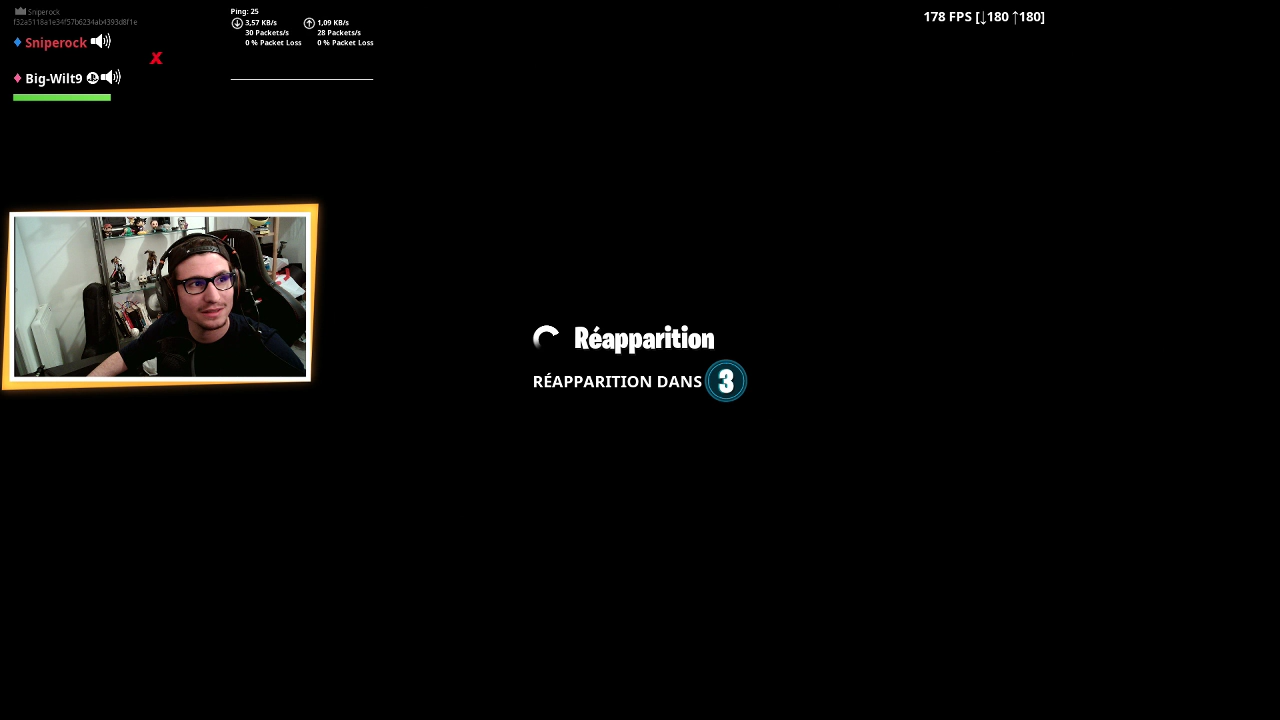 Sniperock
f32a5118a1e34f57b6234ab4393d8f1e
Sniperock
X
Big-Wilt9
Ping: 25
3,57 KB/s 1,09 KB/s
30 Packets/s 28 Packets/s
0 % Packet Loss 0 % Packet Loss
178 FPS [↓180 ↑180]
Réapparition
RÉAPPARITION DANS 3